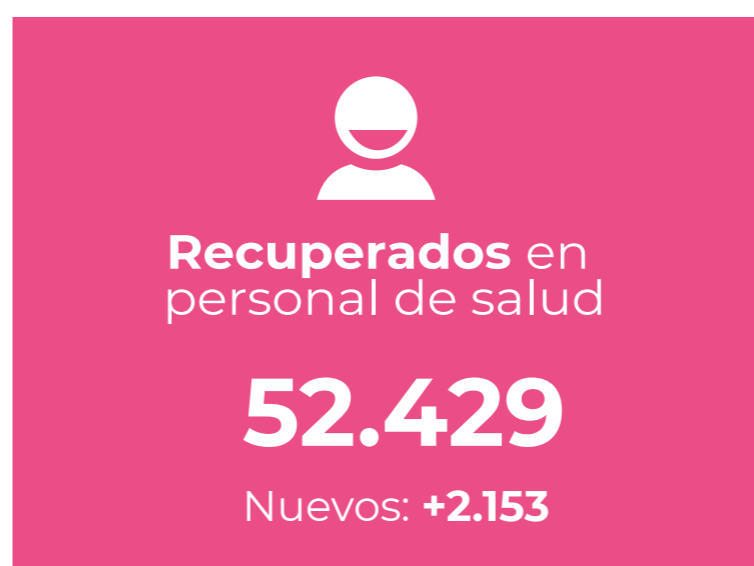 Recuperados en
personal de salud
52.429
Nuevos: +2.153